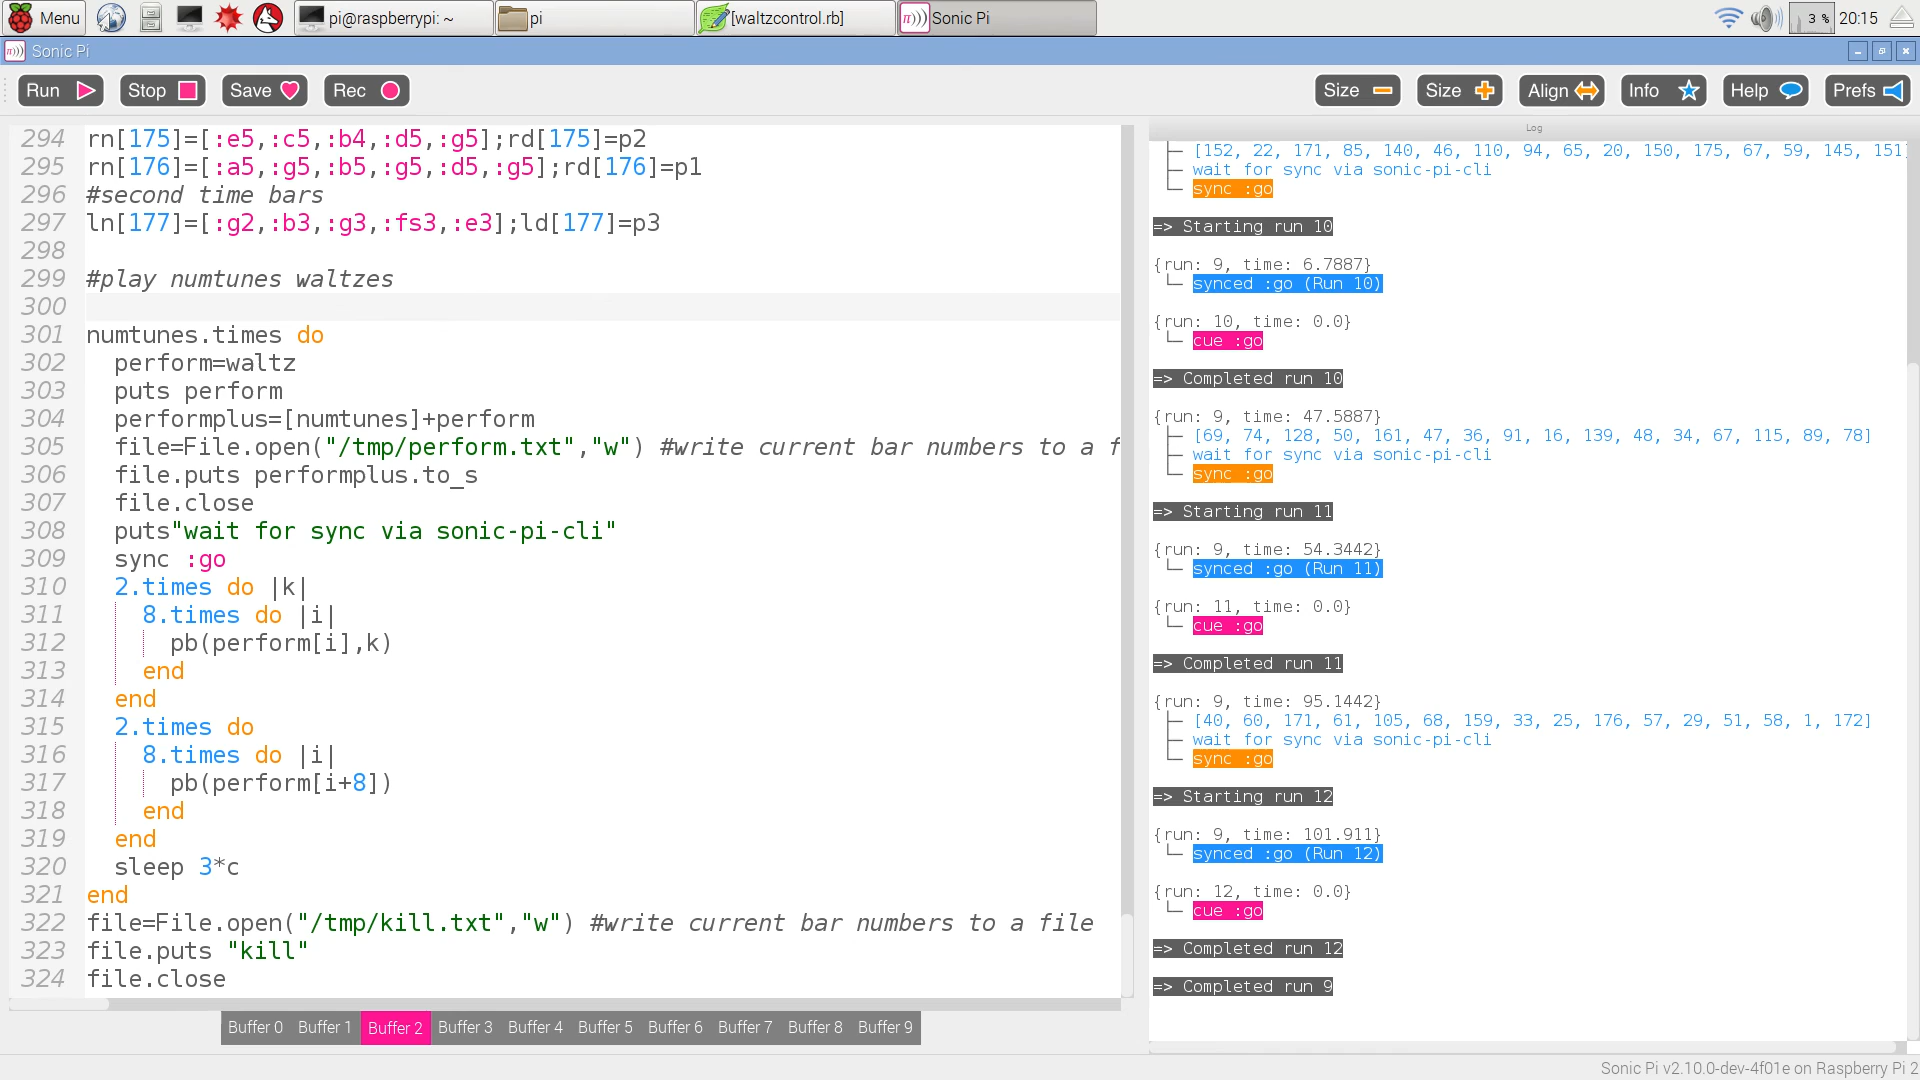 Menu pi@raspberrypi: ~ pi [waltzcontrol.rb] π))) Sonic Pi 3 % 20:15
π))) Sonic Pi
Run Stop Save Rec Size Size Align Info Help Prefs
294 rn[175]=[:e5,:c5,:b4,:d5,:g5];rd[175]=p2
295 rn[176]=[:a5,:g5,:b5,:g5,:d5,:g5];rd[176]=p1
296 #second time bars
297 ln[177]=[:g2,:b3,:g3,:fs3,:e3];ld[177]=p3
298
299 #play numtunes waltzes
300
301 numtunes.times do
302 perform=waltz
303 puts perform
304 performplus=[numtunes]+perform
305 file=File.open("/tmp/perform.txt","w") #write current bar numbers to a f
306 file.puts performplus.to_s
307 file.close
308 puts"wait for sync via sonic-pi-cli"
309 sync :go
310 2.times do |k|
311 8.times do |i|
312 pb(perform[i],k)
313 end
314 end
315 2.times do
316 8.times do |i|
317 pb(perform[i+8])
318 end
319 end
320 sleep 3*c
321 end
322 file=File.open("/tmp/kill.txt","w") #write current bar numbers to a file
323 file.puts "kill"
324 file.close
Buffer 0 Buffer 1 Buffer 2 Buffer 3 Buffer 4 Buffer 5 Buffer 6 Buffer 7 Buffer 8 Buffer 9
Log
[152, 22, 171, 85, 140, 46, 110, 94, 65, 20, 150, 175, 67, 59, 145, 151]
wait for sync via sonic-pi-cli
sync :go
=> Starting run 10
{run: 9, time: 6.7887}
synced :go (Run 10)
{run: 10, time: 0.0}
cue :go
=> Completed run 10
{run: 9, time: 47.5887}
[69, 74, 128, 50, 161, 47, 36, 91, 16, 139, 48, 34, 67, 115, 89, 78]
wait for sync via sonic-pi-cli
sync :go
=> Starting run 11
{run: 9, time: 54.3442}
synced :go (Run 11)
{run: 11, time: 0.0}
cue :go
=> Completed run 11
{run: 9, time: 95.1442}
[40, 60, 171, 61, 105, 68, 159, 33, 25, 176, 57, 29, 51, 58, 1, 172]
wait for sync via sonic-pi-cli
sync :go
=> Starting run 12
{run: 9, time: 101.911}
synced :go (Run 12)
{run: 12, time: 0.0}
cue :go
=> Completed run 12
=> Completed run 9
Sonic Pi v2.10.0-dev-4f01e on Raspberry Pi 2